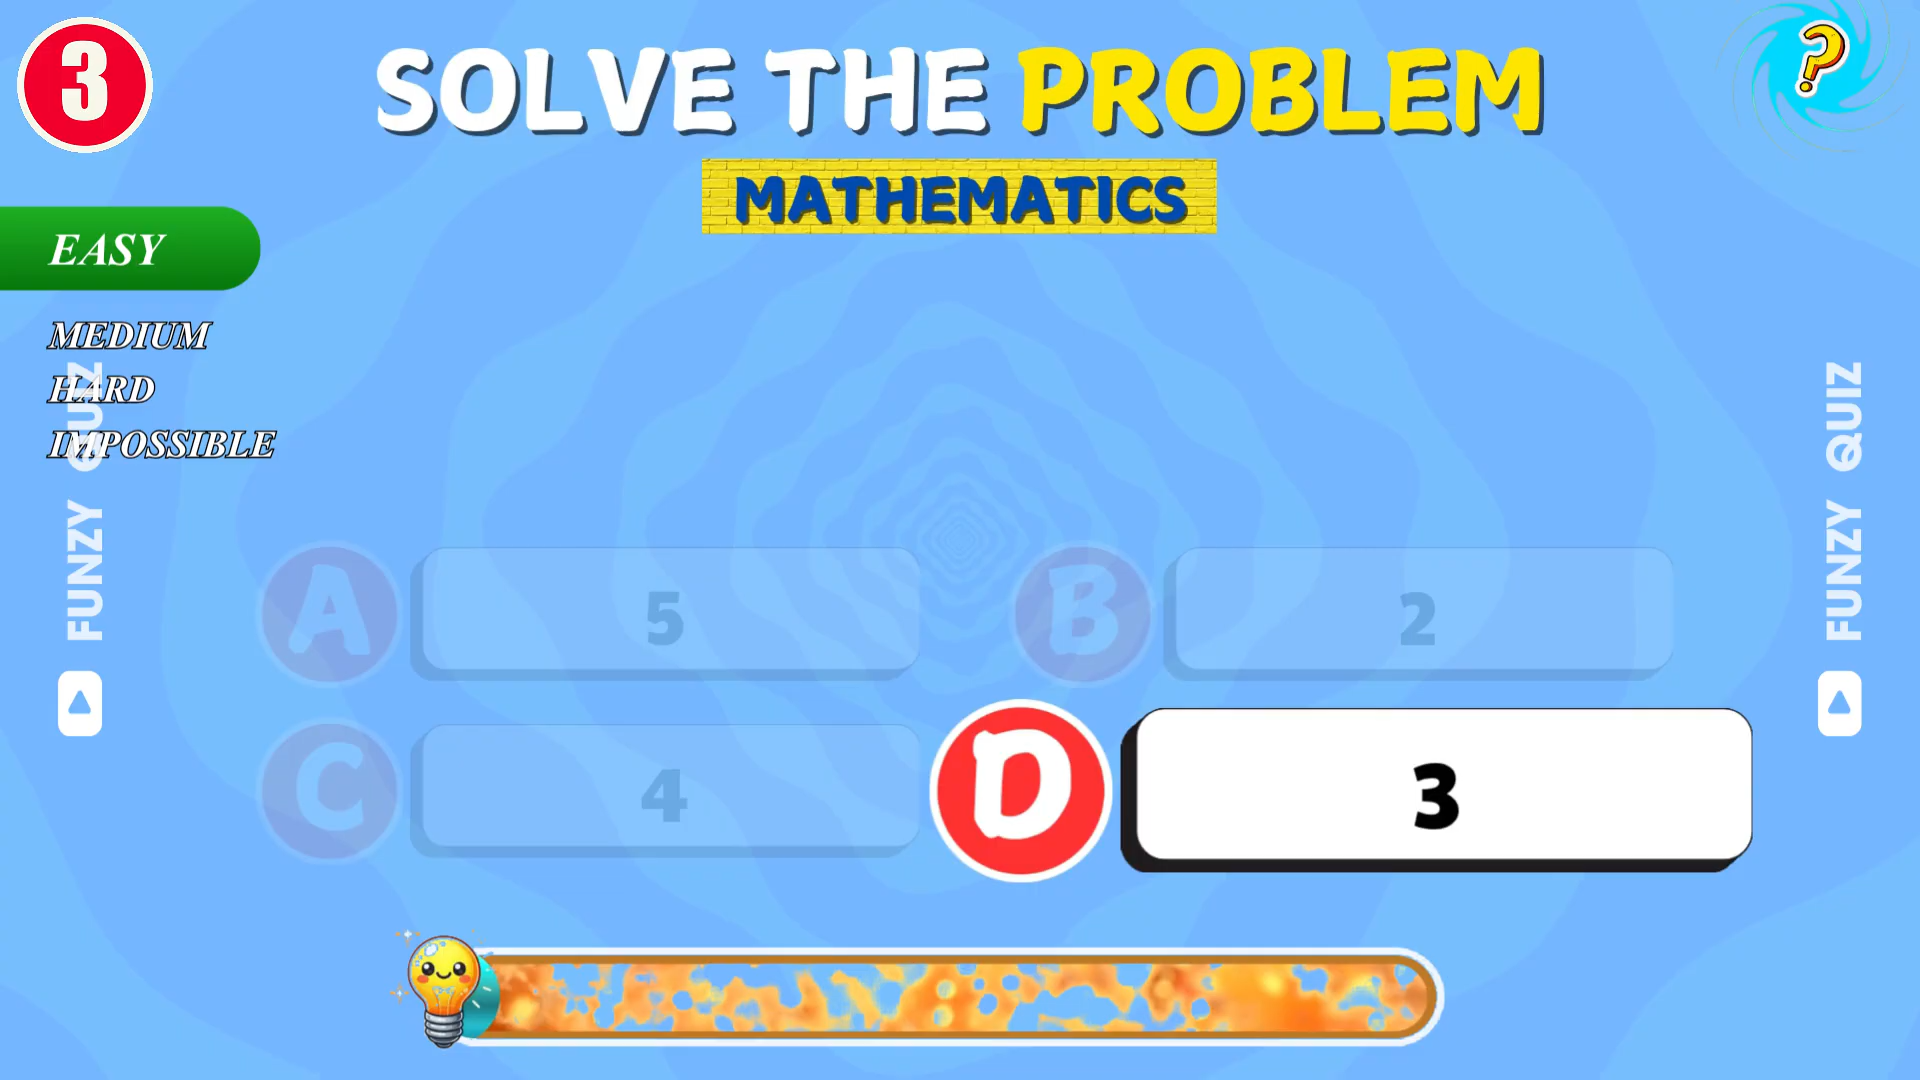 3
SOLVE THE PROBLEM
?
MATHEMATICS
EASY
MEDIUM
HARD
IMPOSSIBLE
FUNZY QUIZ
FUNZY QUIZ
A 5
B 2
C 4
D 3